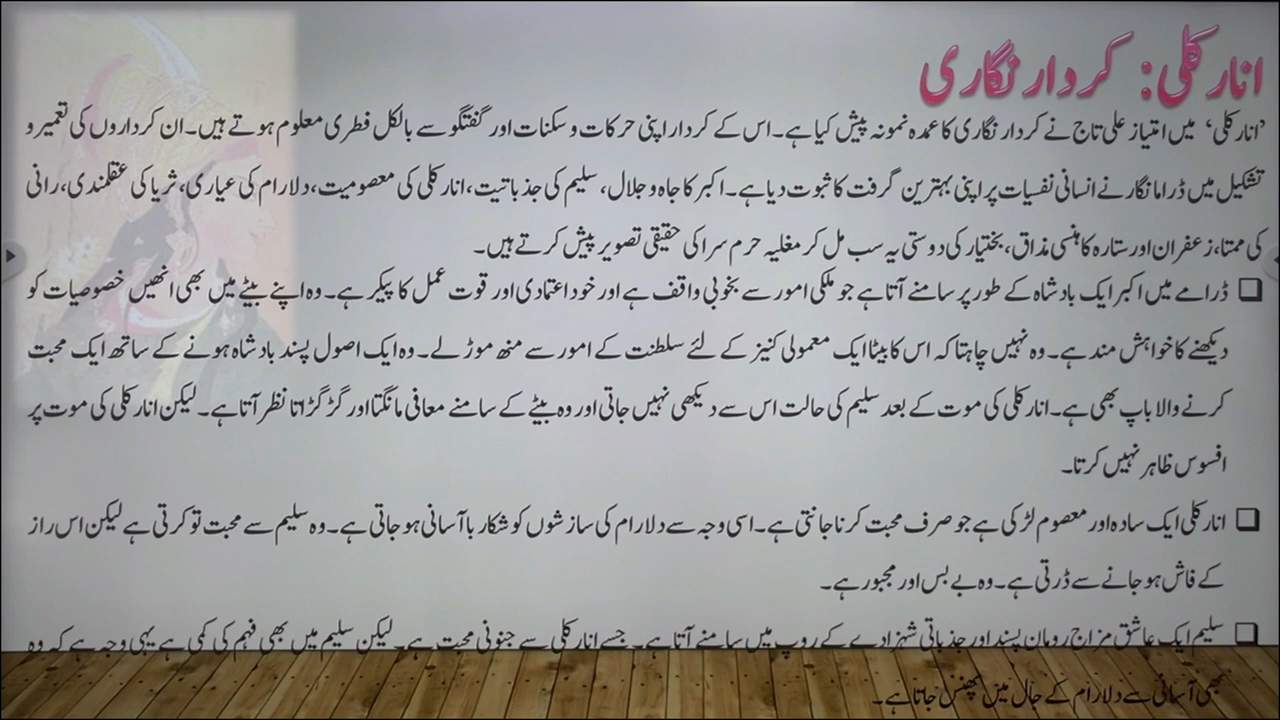 انارکلی: کردار نگاری
’انارکلی‘ میں امتیاز علی تاج نے کردار نگاری کا عمدہ نمونہ پیش کیا ہے۔ اس کے کردار اپنی حرکات و سکنات اور گفتگو سے بالکل فطری معلوم ہوتے ہیں۔ ان کرداروں کی تعمیر و
تشکیل میں ڈراما نگار نے انسانی نفسیات پر اپنی بہترین گرفت کا ثبوت دیا ہے۔ اکبر کا جاہ و جلال، سلیم کی جذباتیت، انارکلی کی معصومیت، دلارام کی عیاری، ثریا کی عقلمندی، رانی
کی ممتا، زعفران اور ستارہ کا ہنسی مذاق، بختیار کی دوستی یہ سب مل کر مغلیہ حرم سرا کی حقیقی تصویر پیش کرتے ہیں۔
❑ ڈرامے میں اکبر ایک بادشاہ کے طور پر سامنے آتا ہے جو ملکی امور سے بخوبی واقف ہے اور خود اعتمادی اور قوت عمل کا پیکر ہے۔ وہ اپنے بیٹے میں بھی انھیں خصوصیات کو
دیکھنے کا خواہش مند ہے۔ وہ نہیں چاہتا کہ اس کا بیٹا ایک معمولی کنیز کے لئے سلطنت کے امور سے منھ موڑ لے۔ وہ ایک اصول پسند بادشاہ ہونے کے ساتھ ایک محبت
کرنے والا باپ بھی ہے۔ انارکلی کی موت کے بعد سلیم کی حالت اس سے دیکھی نہیں جاتی اور وہ بیٹے کے سامنے معافی مانگتا اور گڑگڑاتا نظر آتا ہے۔ لیکن انارکلی کی موت پر
افسوس ظاہر نہیں کرتا۔
❑ انارکلی ایک سادہ اور معصوم لڑکی ہے جو صرف محبت کرنا جانتی ہے۔ اسی وجہ سے دلارام کی سازشوں کو شکار با آسانی ہو جاتی ہے۔ وہ سلیم سے محبت تو کرتی ہے لیکن اس راز
کے فاش ہو جانے سے ڈرتی ہے۔ وہ بے بس اور مجبور ہے۔
❑ سلیم ایک عاشق مزاج رومان پسند اور جذباتی شہزادے کے روپ میں سامنے آتا ہے۔ جسے انارکلی سے جنونی محبت ہے۔ لیکن سلیم میں بھی فہم کی کمی ہے یہی وجہ ہے کہ وہ
بھی آسانی سے دلارام کے جال میں پھنس جاتا ہے۔